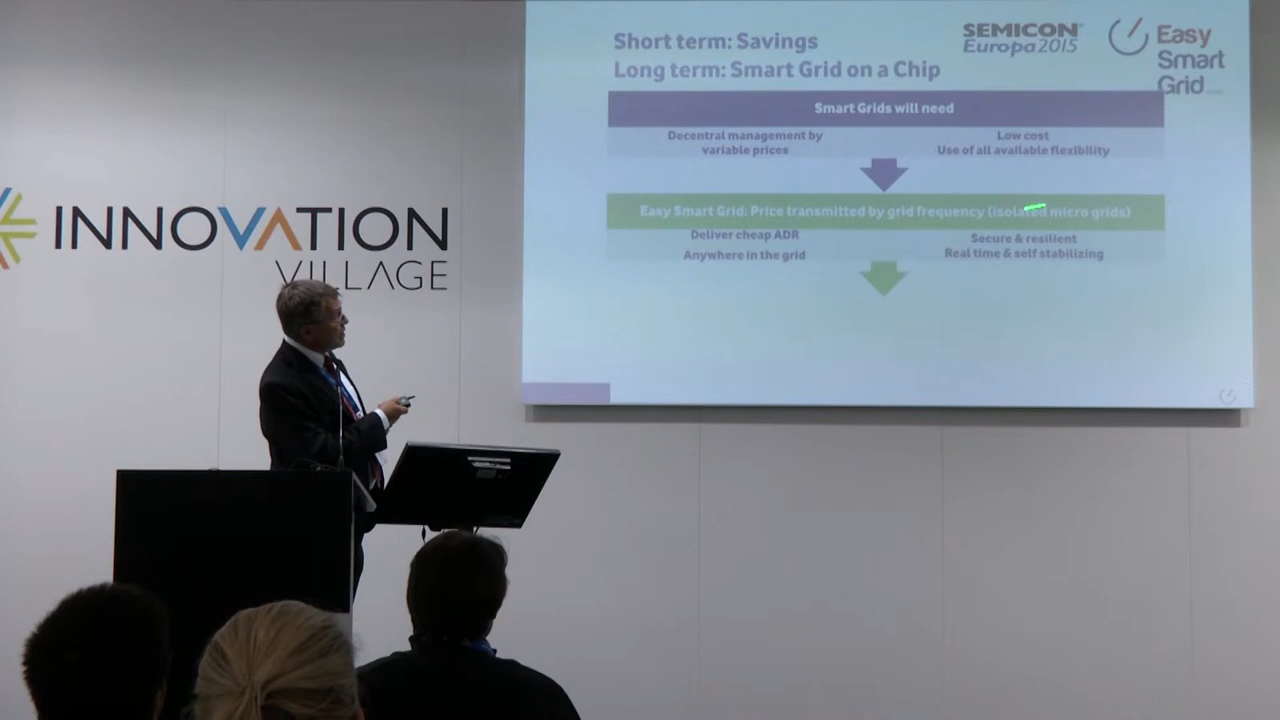 INNOVATION
VILLAGE
Short term: Savings
Long term: Smart Grid on a Chip
SEMICON
Europa2015
Easy
Smart
Grid
Smart Grids will need
Decentral management by
variable prices
Low cost
Use of all available flexibility
Easy Smart Grid: Price transmitted by grid frequency (isolated micro grids)
Deliver cheap ADR
Anywhere in the grid
Secure & resilient
Real time & self stabilizing